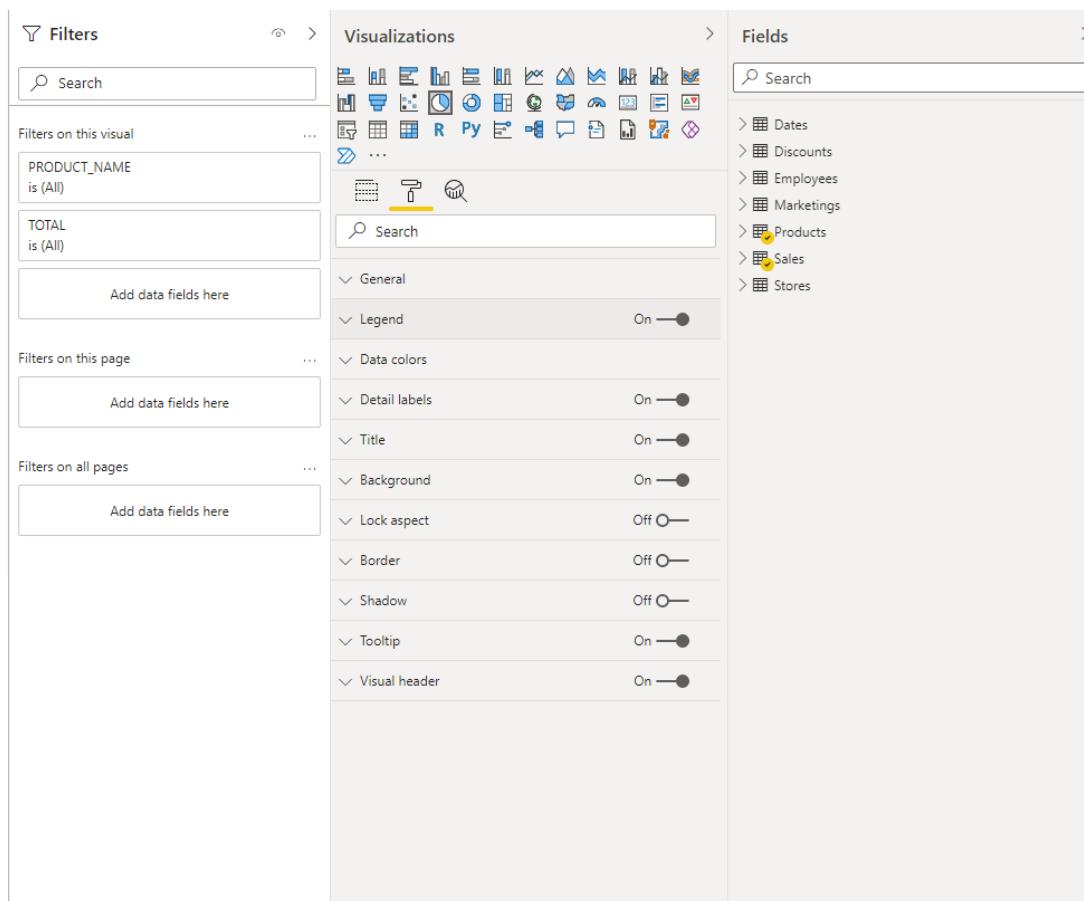 Filters
Search
Filters on this visual
...
PRODUCT_NAME
is (All)
TOTAL
is (All)
Add data fields here
Filters on this page
...
Add data fields here
Filters on all pages
...
Add data fields here
Visualizations
123
R
Py
...
Search
General
Legend On
Data colors
Detail labels On
Title On
Background On
Lock aspect Off
Border Off
Shadow Off
Tooltip On
Visual header On
Fields
Search
Dates
Discounts
Employees
Marketings
Products
Sales
Stores